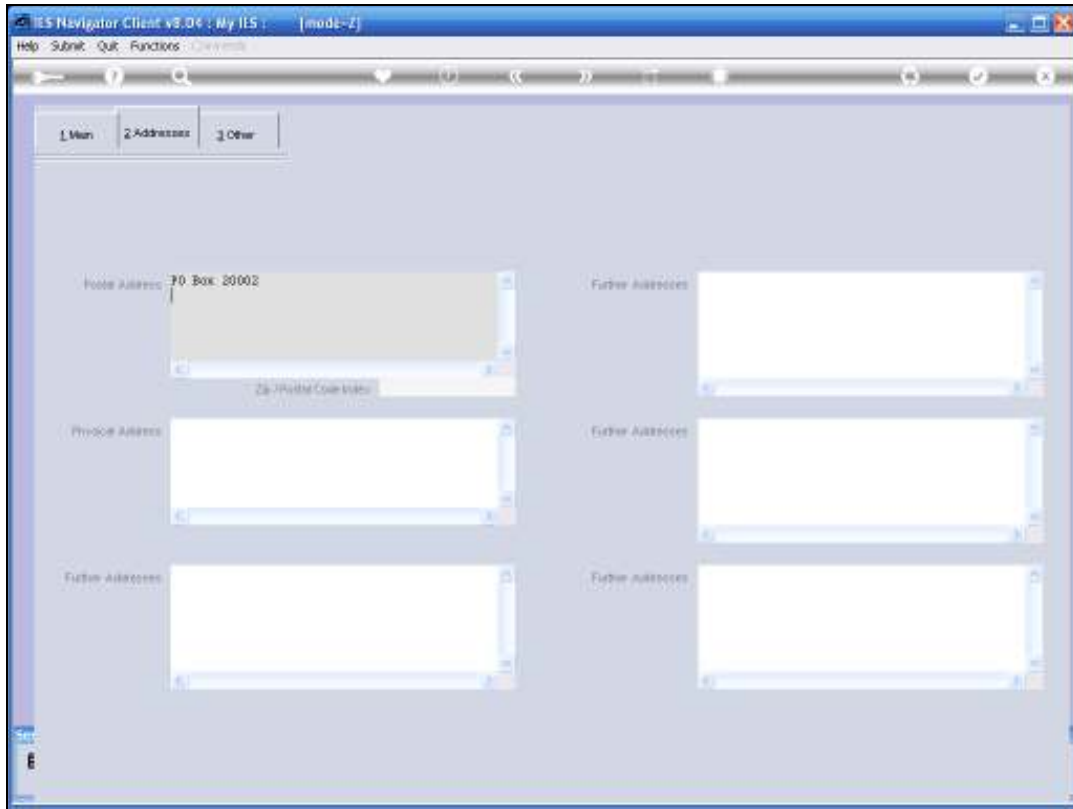 IES Navigator Client v8.04 : My IES : [mode-Z]
Help Submit Quit Functions Commands
1 Main 2 Addresses 3 Other
Postal Address PO Box 20002
Further Addresses
Zip / Postal Code Index
Physical Address
Further Addresses
Further Addresses
Further Addresses